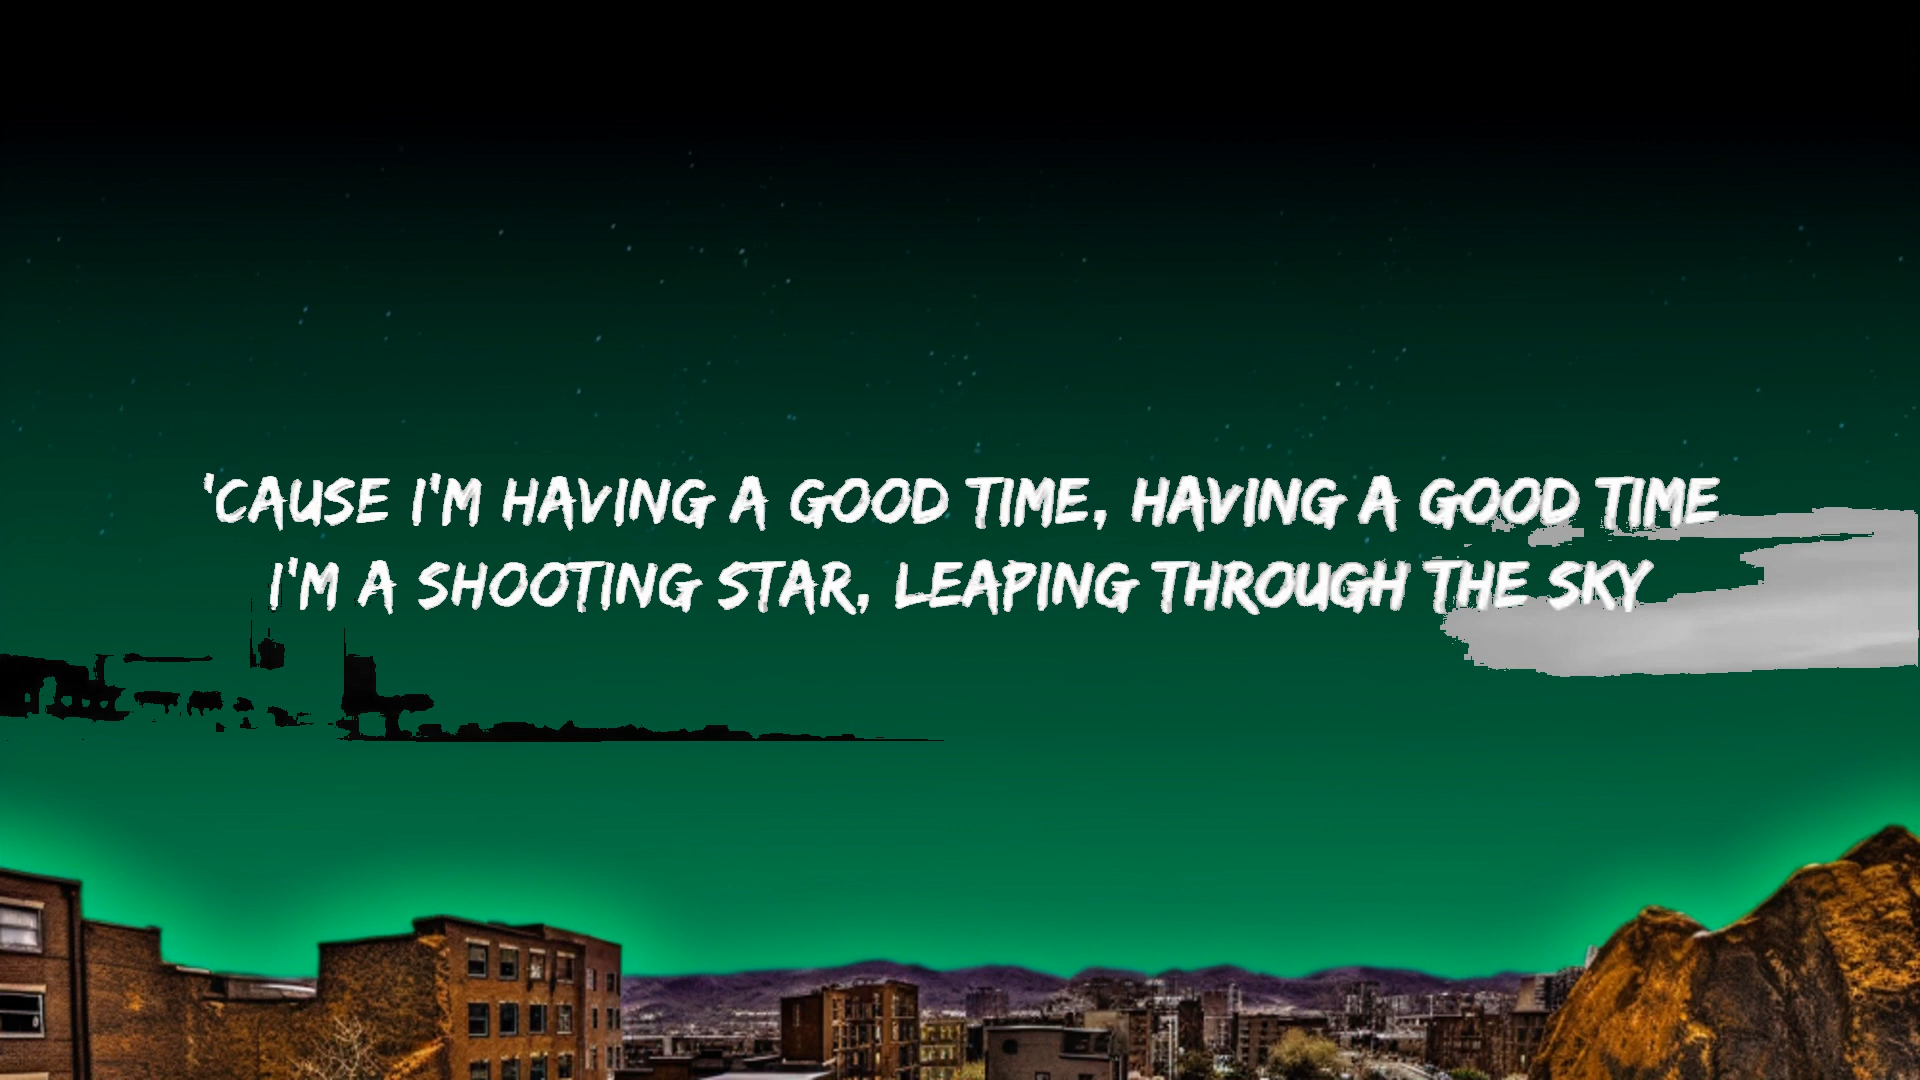 'CAUSE I'M HAVING A GOOD TIME, HAVING A GOOD TIME
I'M A SHOOTING STAR, LEAPING THROUGH THE SKY